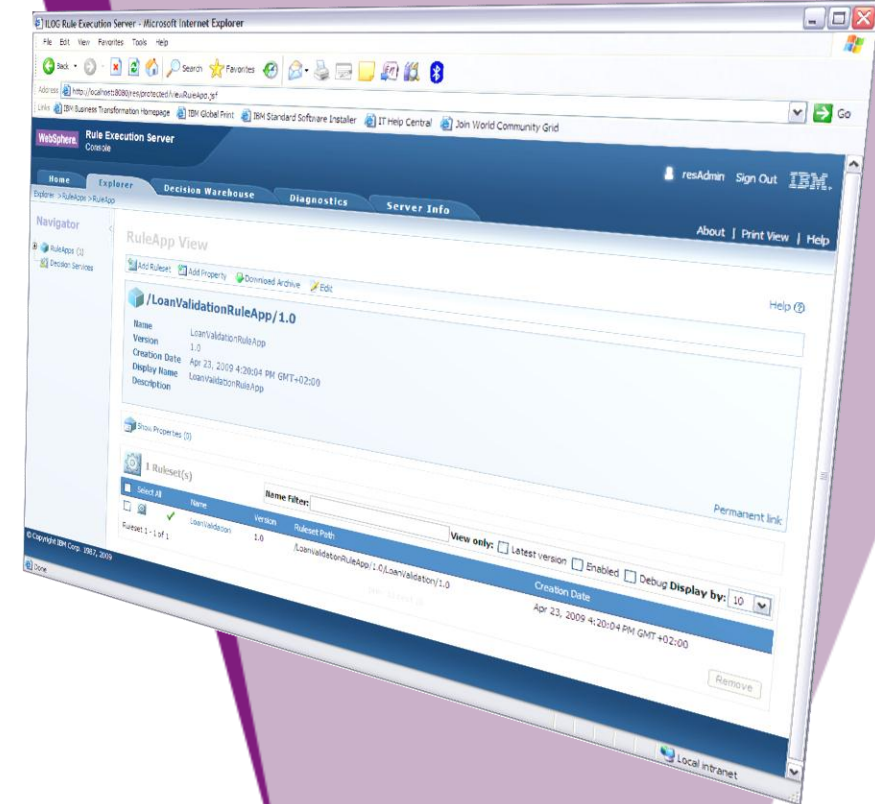 ILOG Rule Execution Server - Microsoft Internet Explorer
File Edit View Favorites Tools Help
Back Search Favorites
Address http://localhost:8080/res/protected/viewRuleApp.jsf Go
Links IBM Business Transformation Homepage IBM Global Print IBM Standard Software Installer IT Help Central Join World Community Grid
WebSphere. Rule Execution Server
Console
resAdmin Sign Out IBM.
Home Explorer Decision Warehouse Diagnostics Server Info
About | Print View | Help
Explorer > RuleApps > RuleApp
Navigator
RuleApps (1)
Decision Services
RuleApp View
Help
Add Ruleset Add Property Download Archive Edit
/LoanValidationRuleApp/1.0
Name LoanValidationRuleApp
Version 1.0
Creation Date Apr 23, 2009 4:20:04 PM GMT+02:00
Display Name LoanValidationRuleApp
Description
Permanent link
Show Properties (0)
1 Ruleset(s)
Name Filter: View only: Latest version Enabled Debug Display by: 10
Select All Name Version Ruleset Path Creation Date
LoanValidation 1.0 /LoanValidationRuleApp/1.0/LoanValidation/1.0 Apr 23, 2009 4:20:04 PM GMT+02:00
Ruleset 1 - 1 of 1
Remove
© Copyright IBM Corp. 1987, 2009
Done Local intranet